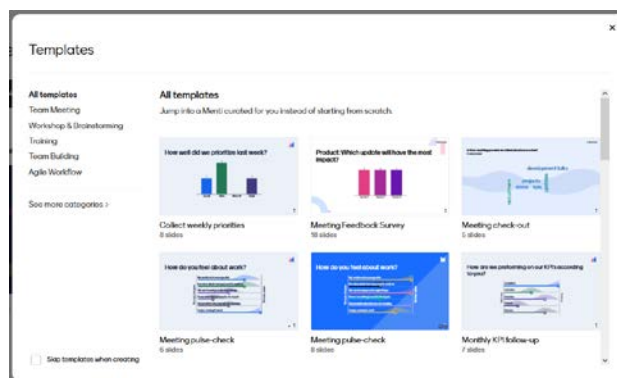 Templates
All templates
Team Meeting
Workshop & Brainstorming
Training
Team Building
Agile Workflow
See more categories >
Skip templates when creating
All templates
Jump into a Menti curated for you instead of starting from scratch.
How well did we prioritize last week?
Collect weekly priorities
8 slides
Product: Which update will have the most
impact?
Meeting Feedback Survey
18 slides
development talks
projects
Meeting check-out
5 slides
How do you feel about work?
Meeting pulse-check
6 slides
How do you feel about work?
Meeting pulse-check
8 slides
How are we preforming on our KPI's according
to you?
Monthly KPI follow-up
7 slides